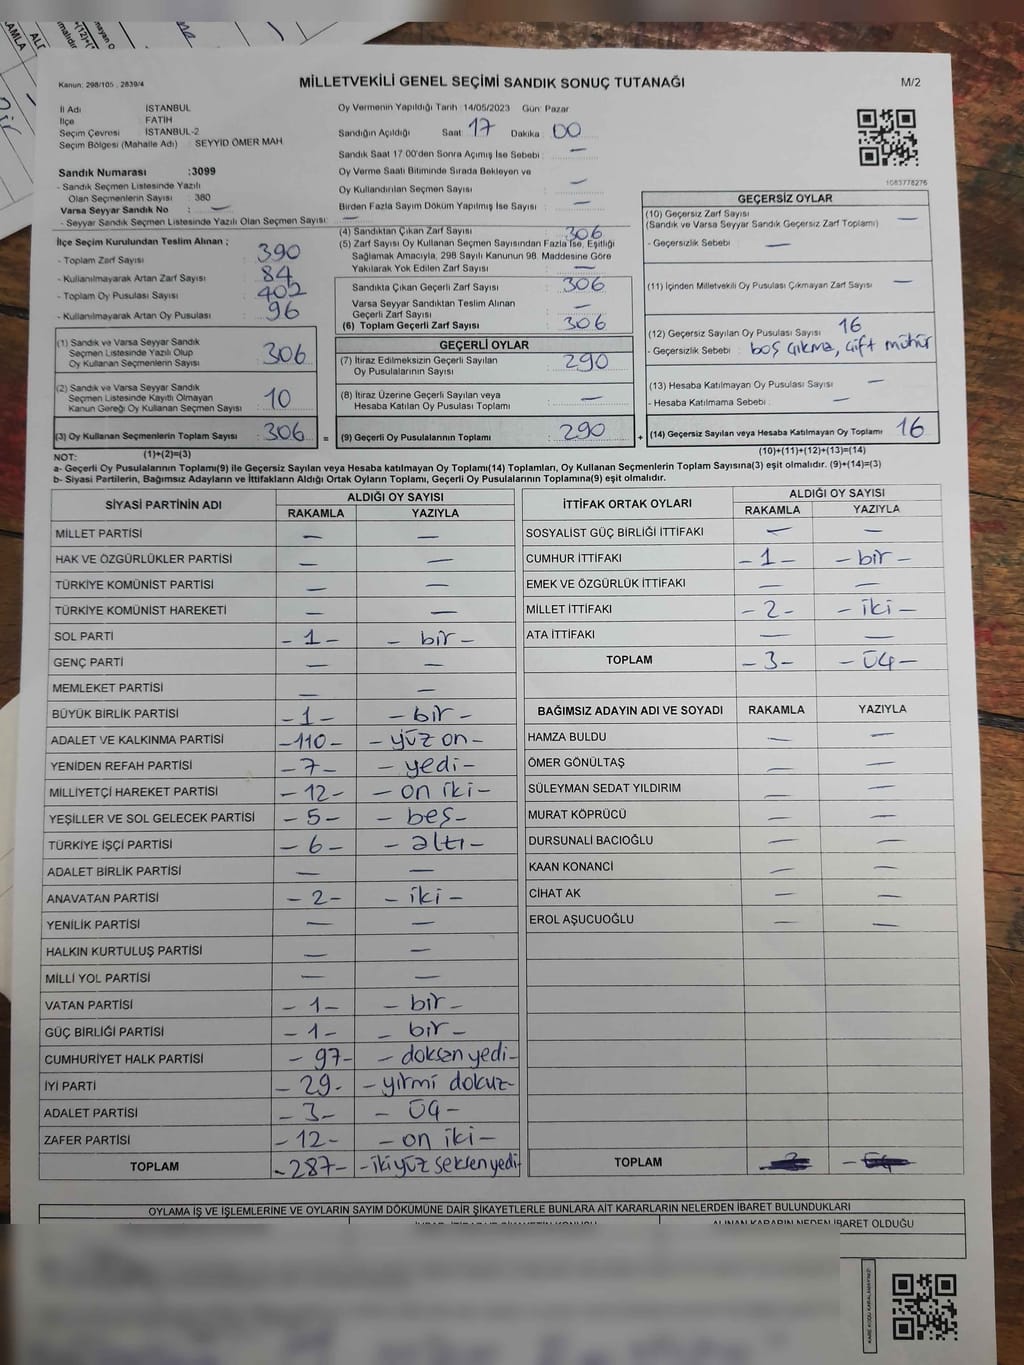 Kanun: 298/105 , 2839/4
MİLLETVEKİLİ GENEL SEÇİMİ SANDIK SONUÇ TUTANAĞI
M/2
İl Adı İSTANBUL
İlçe FATİH
Seçim Çevresi İSTANBUL-2
Seçim Bölgesi (Mahalle Adı) : SEYYİD ÖMER MAH
Oy Vermenin Yapıldığı Tarih : 14/05/2023 Gün: Pazar
Sandığın Açıldığı Saat: 17 Dakika : 00
Sandık Saat 17 00'den Sonra Açımış İse Sebebi : —
Oy Verme Saati Bitiminde Sırada Bekleyen ve
Oy Kullandırılan Seçmen Sayısı : —
Birden Fazla Sayım Döküm Yapılmış İse Sayısı : —
1083778276
Sandık Numarası :3099
- Sandık Seçmen Listesinde Yazılı
Olan Seçmenlerin Sayısı : 380
Varsa Seyyar Sandık No : —
- Seyyar Sandık Seçmen Listesinde Yazılı Olan Seçmen Sayısı: —
İlçe Seçim Kurulundan Teslim Alınan ;
- Toplam Zarf Sayısı : 390
- Kullanılmayarak Artan Zarf Sayısı : 84
- Toplam Oy Pusulası Sayısı : 402
- Kullanılmayarak Artan Oy Pusulası : 96
(1) Sandık ve Varsa Seyyar Sandık
Seçmen Listesinde Yazılı Olup
Oy Kullanan Seçmenlerin Sayısı : 306
(2) Sandık ve Varsa Seyyar Sandık
Seçmen Listesinde Kayıtlı Olmayan
Kanun Gereği Oy Kullanan Seçmen Sayısı : 10
(3) Oy Kullanan Seçmenlerin Toplam Sayısı : 306 =
(4) Sandıktan Çıkan Zarf Sayısı : 306
(5) Zarf Sayısı Oy Kullanan Seçmen Sayısından Fazla İse, Eşitliği
Sağlamak Amacıyla, 298 Sayılı Kanunun 98. Maddesine Göre
Yakılarak Yok Edilen Zarf Sayısı : —
Sandıkta Çıkan Geçerli Zarf Sayısı : 306
Varsa Seyyar Sandıktan Teslim Alınan
Geçerli Zarf Sayısı : —
(6) Toplam Geçerli Zarf Sayısı : 306
GEÇERLİ OYLAR
(7) İtiraz Edilmeksizin Geçerli Sayılan
Oy Pusulalarının Sayısı : 290
(8) İtiraz Üzerine Geçerli Sayılan veya
Hesaba Katılan Oy Pusulası Toplamı : —
(9) Geçerli Oy Pusulalarının Toplamı : 290 +
GEÇERSİZ OYLAR
(10) Geçersiz Zarf Sayısı —
(Sandık ve Varsa Seyyar Sandık Geçersiz Zarf Toplamı)
- Geçersizlik Sebebi : —
(11) İçinden Milletvekili Oy Pusulası Çıkmayan Zarf Sayısı : —
(12) Geçersiz Sayılan Oy Pusulası Sayısı : 16
- Geçersizlik Sebebi : boş çıkma, çift mühür
(13) Hesaba Katılmayan Oy Pusulası Sayısı : —
- Hesaba Katılmama Sebebi : —
(14) Geçersiz Sayılan veya Hesaba Katılmayan Oy Toplamı : 16
NOT: (1)+(2)=(3)
(10)+(11)+(12)+(13)=(14)
a- Geçerli Oy Pusulalarının Toplamı(9) ile Geçersiz Sayılan veya Hesaba katılmayan Oy Toplamı(14) Toplamları, Oy Kullanan Seçmenlerin Toplam Sayısına(3) eşit olmalıdır. (9)+(14)=(3)
b- Siyasi Partilerin, Bağımsız Adayların ve İttifakların Aldığı Ortak Oyların Toplamı, Geçerli Oy Pusulalarının Toplamına(9) eşit olmalıdır.
SİYASİ PARTİNİN ADI ALDIĞI OY SAYISI
RAKAMLA YAZIYLA
MİLLET PARTİSİ — —
HAK VE ÖZGÜRLÜKLER PARTİSİ — —
TÜRKİYE KOMÜNİST PARTİSİ — —
TÜRKİYE KOMÜNİST HAREKETİ — —
SOL PARTİ -1- - bir -
GENÇ PARTİ — —
MEMLEKET PARTİSİ — —
BÜYÜK BİRLİK PARTİSİ -1- - bir -
ADALET VE KALKINMA PARTİSİ -110- - yüz on -
YENİDEN REFAH PARTİSİ -7- - yedi -
MİLLİYETÇİ HAREKET PARTİSİ -12- - on iki -
YEŞİLLER VE SOL GELECEK PARTİSİ -5- - beş -
TÜRKİYE İŞÇİ PARTİSİ -6- - altı -
ADALET BİRLİK PARTİSİ — —
ANAVATAN PARTİSİ -2- - iki -
YENİLİK PARTİSİ — —
HALKIN KURTULUŞ PARTİSİ — —
MİLLİ YOL PARTİSİ — —
VATAN PARTİSİ -1- - bir -
GÜÇ BİRLİĞİ PARTİSİ -1- - bir -
CUMHURİYET HALK PARTİSİ -97- - doksan yedi -
İYİ PARTİ -29- - yirmi dokuz -
ADALET PARTİSİ -3- - üç -
ZAFER PARTİSİ -12- - on iki -
TOPLAM -287- - ikiyüz seksen yedi
İTTİFAK ORTAK OYLARI ALDIĞI OY SAYISI
RAKAMLA YAZIYLA
SOSYALİST GÜÇ BİRLİĞİ İTTİFAKI — —
CUMHUR İTTİFAKI -1- - bir -
EMEK VE ÖZGÜRLÜK İTTİFAKI — —
MİLLET İTTİFAKI -2- - iki -
ATA İTTİFAKI — —
TOPLAM -3- - üç -
BAĞIMSIZ ADAYIN ADI VE SOYADI RAKAMLA YAZIYLA
HAMZA BULDU — —
ÖMER GÖNÜLTAŞ — —
SÜLEYMAN SEDAT YILDIRIM — —
MURAT KÖPRÜCÜ — —
DURSUNALİ BACIOĞLU — —
KAAN KONANCİ — —
CİHAT AK — —
EROL AŞUCUOĞLU — —
TOPLAM
OYLAMA İŞ VE İŞLEMLERİNE VE OYLARIN SAYIM DÖKÜMÜNE DAİR ŞİKAYETLERLE BUNLARA AİT KARARLARIN NELERDEN İBARET BULUNDUKLARI
ALINAN KARARIN NEDEN İBARET OLDUĞU
KARE KODU KARALAMAYINIZ!